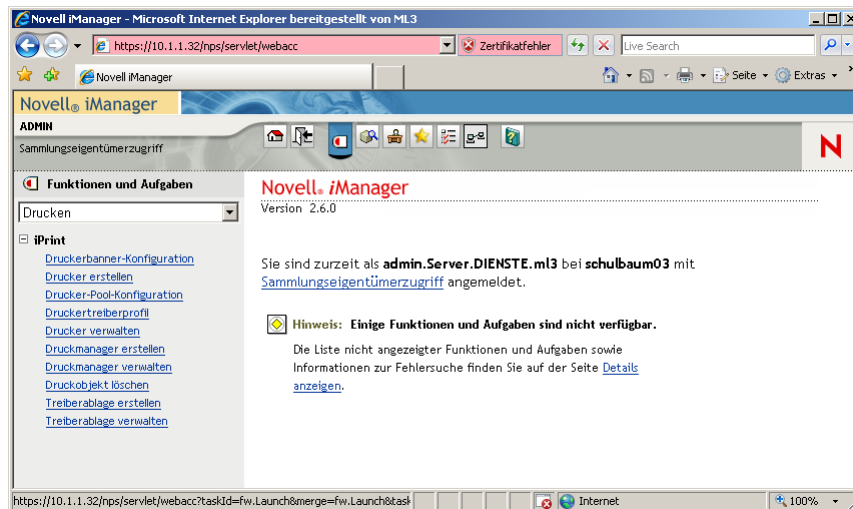 Novell iManager - Microsoft Internet Explorer bereitgestellt von ML3
https://10.1.1.32/nps/servlet/webacc
Zertifikatfehler
Live Search
Novell iManager
Seite
Extras
Novell® iManager
ADMIN
Sammlungseigentümerzugriff
N
Funktionen und Aufgaben
Drucken
iPrint
Druckerbanner-Konfiguration
Drucker erstellen
Drucker-Pool-Konfiguration
Druckertreiberprofil
Drucker verwalten
Druckmanager erstellen
Druckmanager verwalten
Druckobjekt löschen
Treiberablage erstellen
Treiberablage verwalten
Novell® iManager
Version 2.6.0
Sie sind zurzeit als admin.Server.DIENSTE.ml3 bei schulbaum03 mit
Sammlungseigentümerzugriff angemeldet.
Hinweis: Einige Funktionen und Aufgaben sind nicht verfügbar.
Die Liste nicht angezeigter Funktionen und Aufgaben sowie
Informationen zur Fehlersuche finden Sie auf der Seite Details
anzeigen.
https://10.1.1.32/nps/servlet/webacc?taskId=fw.Launch&merge=fw.Launch&task
Internet
100%